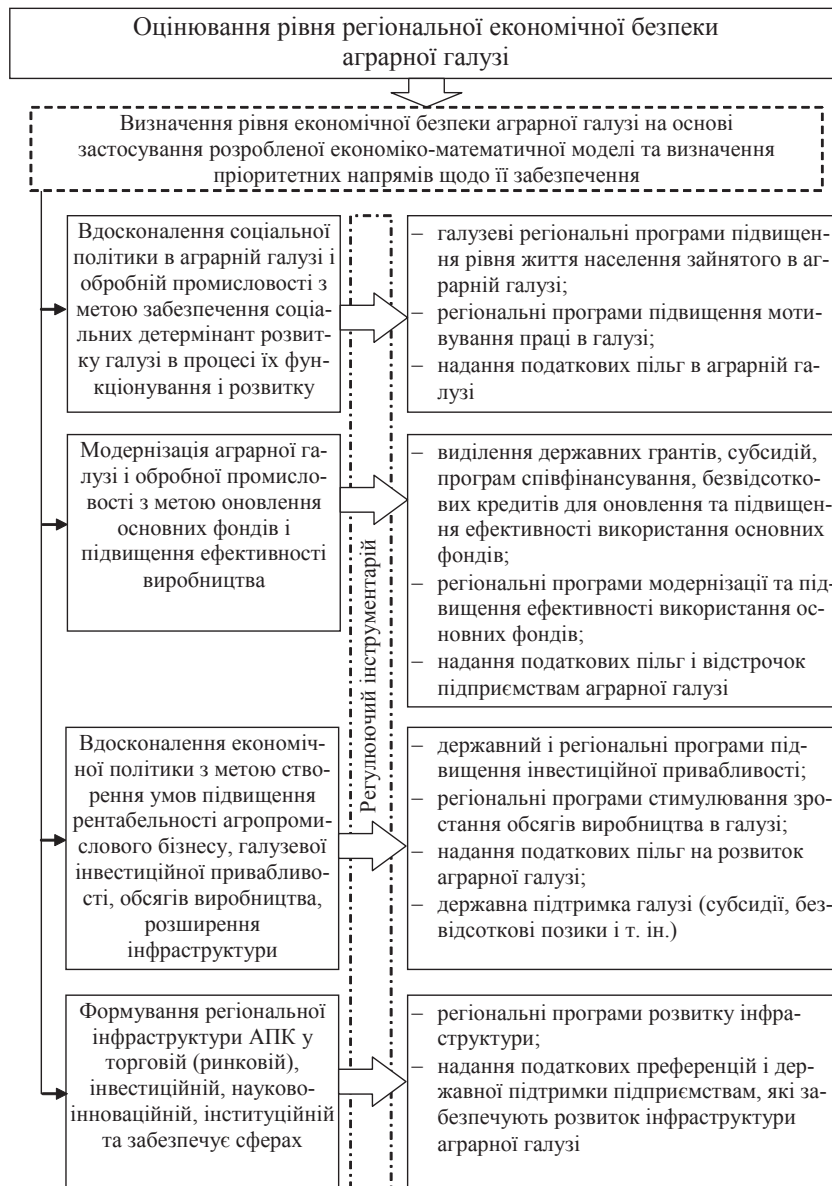 Оцінювання рівня регіональної економічної безпеки
аграрної галузі
Визначення рівня економічної безпеки аграрної галузі на основі
застосування розробленої економіко-математичної моделі та визначення
пріоритетних напрямів щодо її забезпечення
Вдосконалення соціальної
політики в аграрній галузі і
обробній промисловості з
метою забезпечення соці-
альних детермінант розвит-
ку галузі в процесі їх фун-
кціонування і розвитку
– галузеві регіональні програми підвищен-
ня рівня життя населення зайнятого в аг-
рарній галузі;
– регіональні програми підвищення моти-
вування праці в галузі;
– надання податкових пільг в аграрній га-
лузі
Регулюючий інструментарій
Модернізація аграрної га-
лузі і обробної промисло-
вості з метою оновлення
основних фондів і
підвищення ефективності
виробництва
– виділення державних грантів, субсидій,
програм співфінансування, безвідсотко-
вих кредитів для оновлення та підвищен-
ня ефективності використання основних
фондів;
– регіональні програми модернізації та під-
вищення ефективності використання ос-
новних фондів;
– надання податкових пільг і відстрочок
підприємствам аграрної галузі
Вдосконалення економіч-
ної політики з метою ство-
рення умов підвищення
рентабельності агропроми-
слового бізнесу, галузевої
інвестиційної привабливо-
сті, обсягів виробництва,
розширення
інфраструктури
– державний і регіональні програми під-
вищення інвестиційної привабливості;
– регіональні програми стимулювання зро-
стання обсягів виробництва в галузі;
– надання податкових пільг на розвиток
аграрної галузі;
– державна підтримка галузі (субсидії, без-
відсоткові позики і т. ін.)
Формування регіональної
інфраструктури АПК у
торговій (ринковій),
інвестиційній, науково-
інноваційній, інституційній
та забезпечує сферах
– регіональні програми розвитку інфра-
структури;
– надання податкових преференцій і дер-
жавної підтримки підприємствам, які за-
безпечують розвиток інфраструктури
аграрної галузі